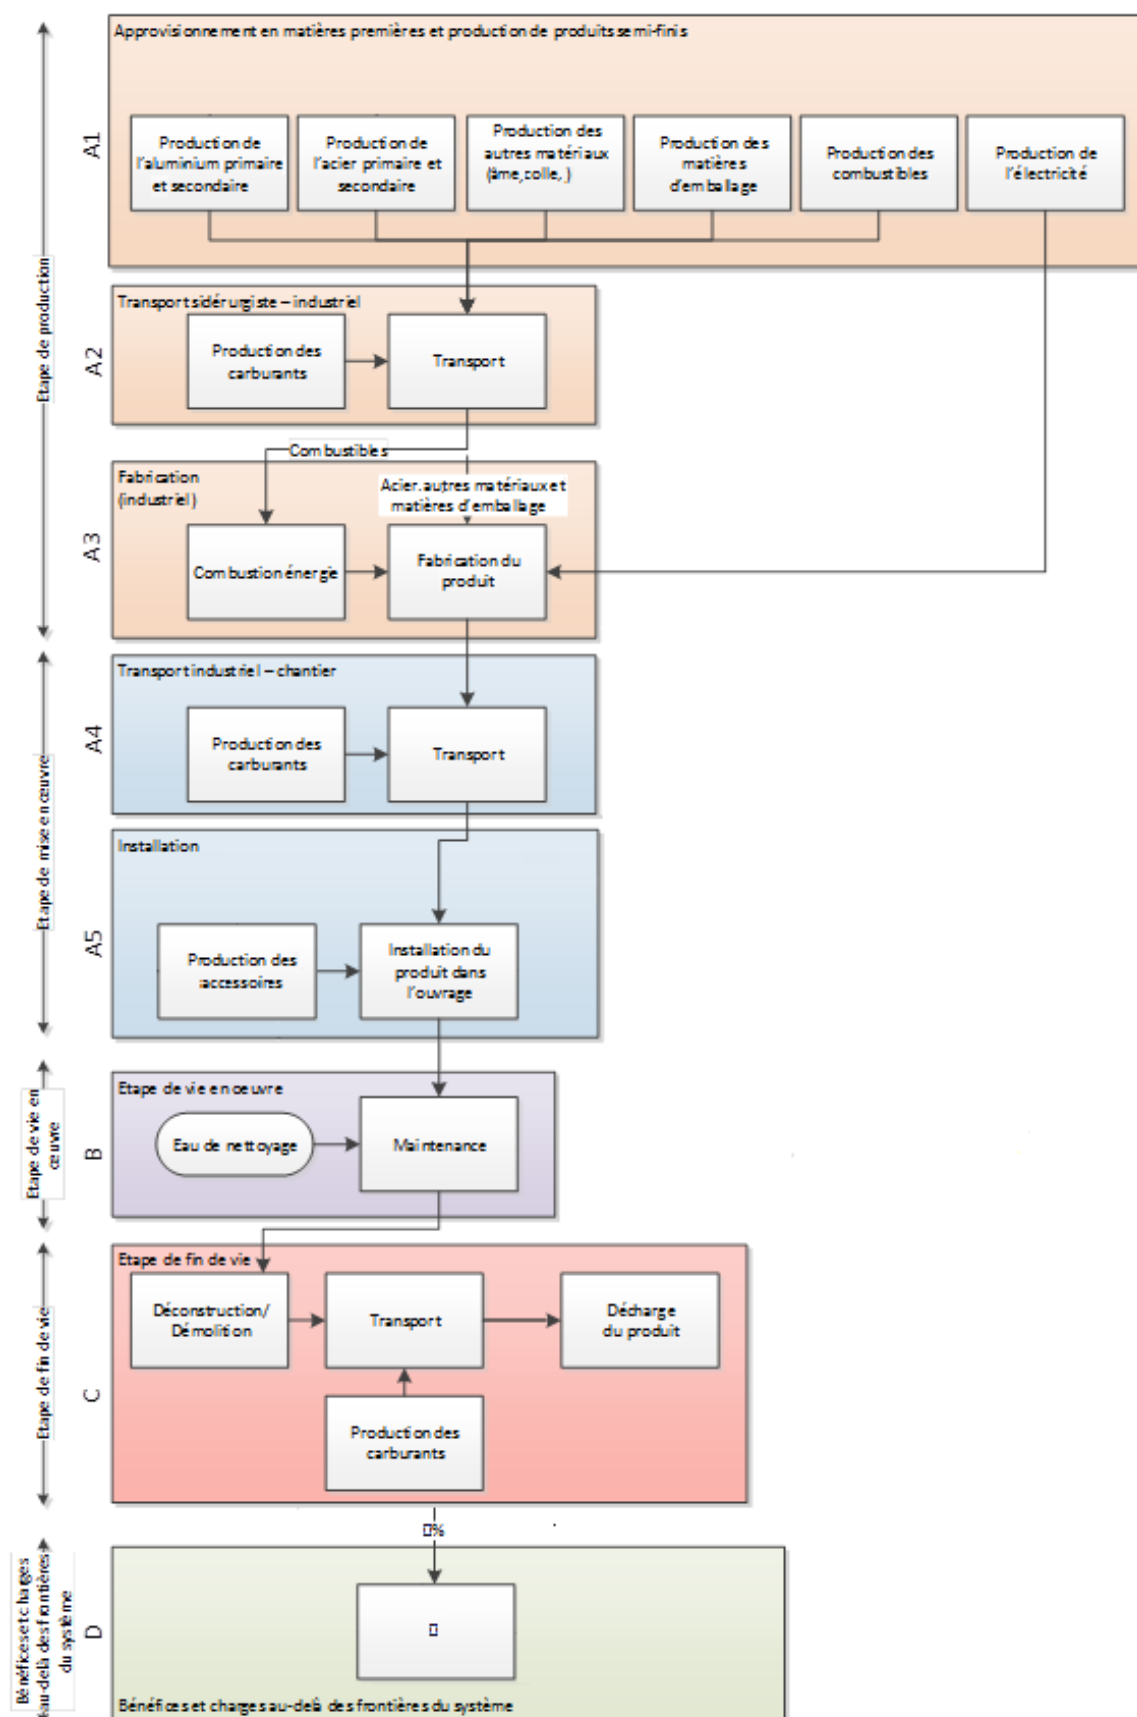 Approvisionnement en matières premières et production de produits semi-finis
A1
Production de
l'aluminium primaire
et secondaire
Production de
l'acier primaire et
secondaire
Production des
autres matériaux
(âme,colle,.)
Production des
matières
d'emballage
Production des
combustibles
Production de
l'électricité
Etape de production
Transport sidérurgiste – industriel
A2
Production des
carburants
Transport
Combustibles
Fabrication
(industriel)
Acier.autres matériaux et
matières d'emballage
A3
Combustion énergie
Fabrication du
produit
Transport industriel – chantier
A4
Production des
carburants
Transport
Etape de mise en œuvre
Installation
A5
Production des
accessoires
Installation du
produit dans
l'ouvrage
Etape de vie en oeuvre
Etape de vie en
œuvre
B
Eau de nettoyage
Maintenance
Etape de fin de vie
Etape de fin de vie
C
Déconstruction/
Démolition
Transport
Décharge
du produit
Production des
carburants
%
Bénéfices et charges
au-delà des frontières
du système
D
Bénéfices et charges au-delà des frontières du système